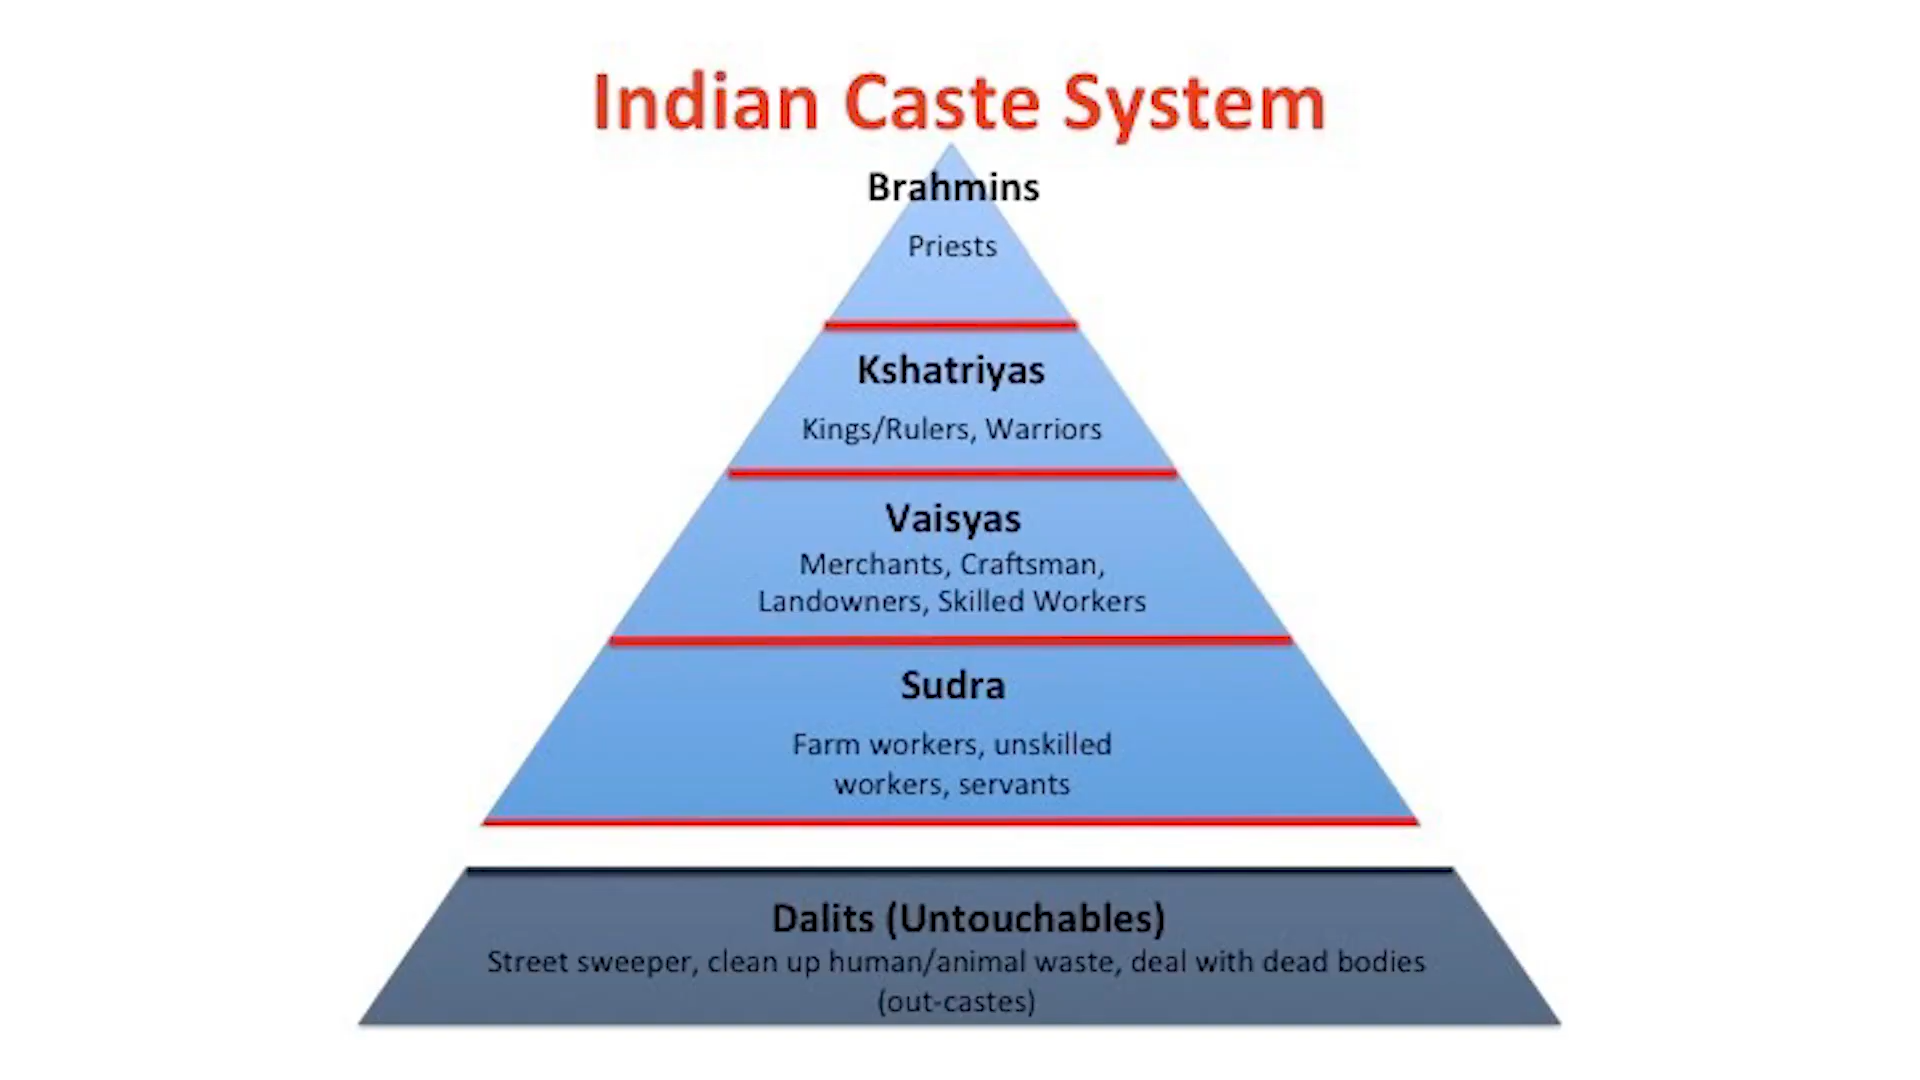 Indian Caste System
Brahmins
Priests
Kshatriyas
Kings/Rulers, Warriors
Vaisyas
Merchants, Craftsman,
Landowners, Skilled Workers
Sudra
Farm workers, unskilled
workers, servants
Dalits (Untouchables)
Street sweeper, clean up human/animal waste, deal with dead bodies
(out-castes)